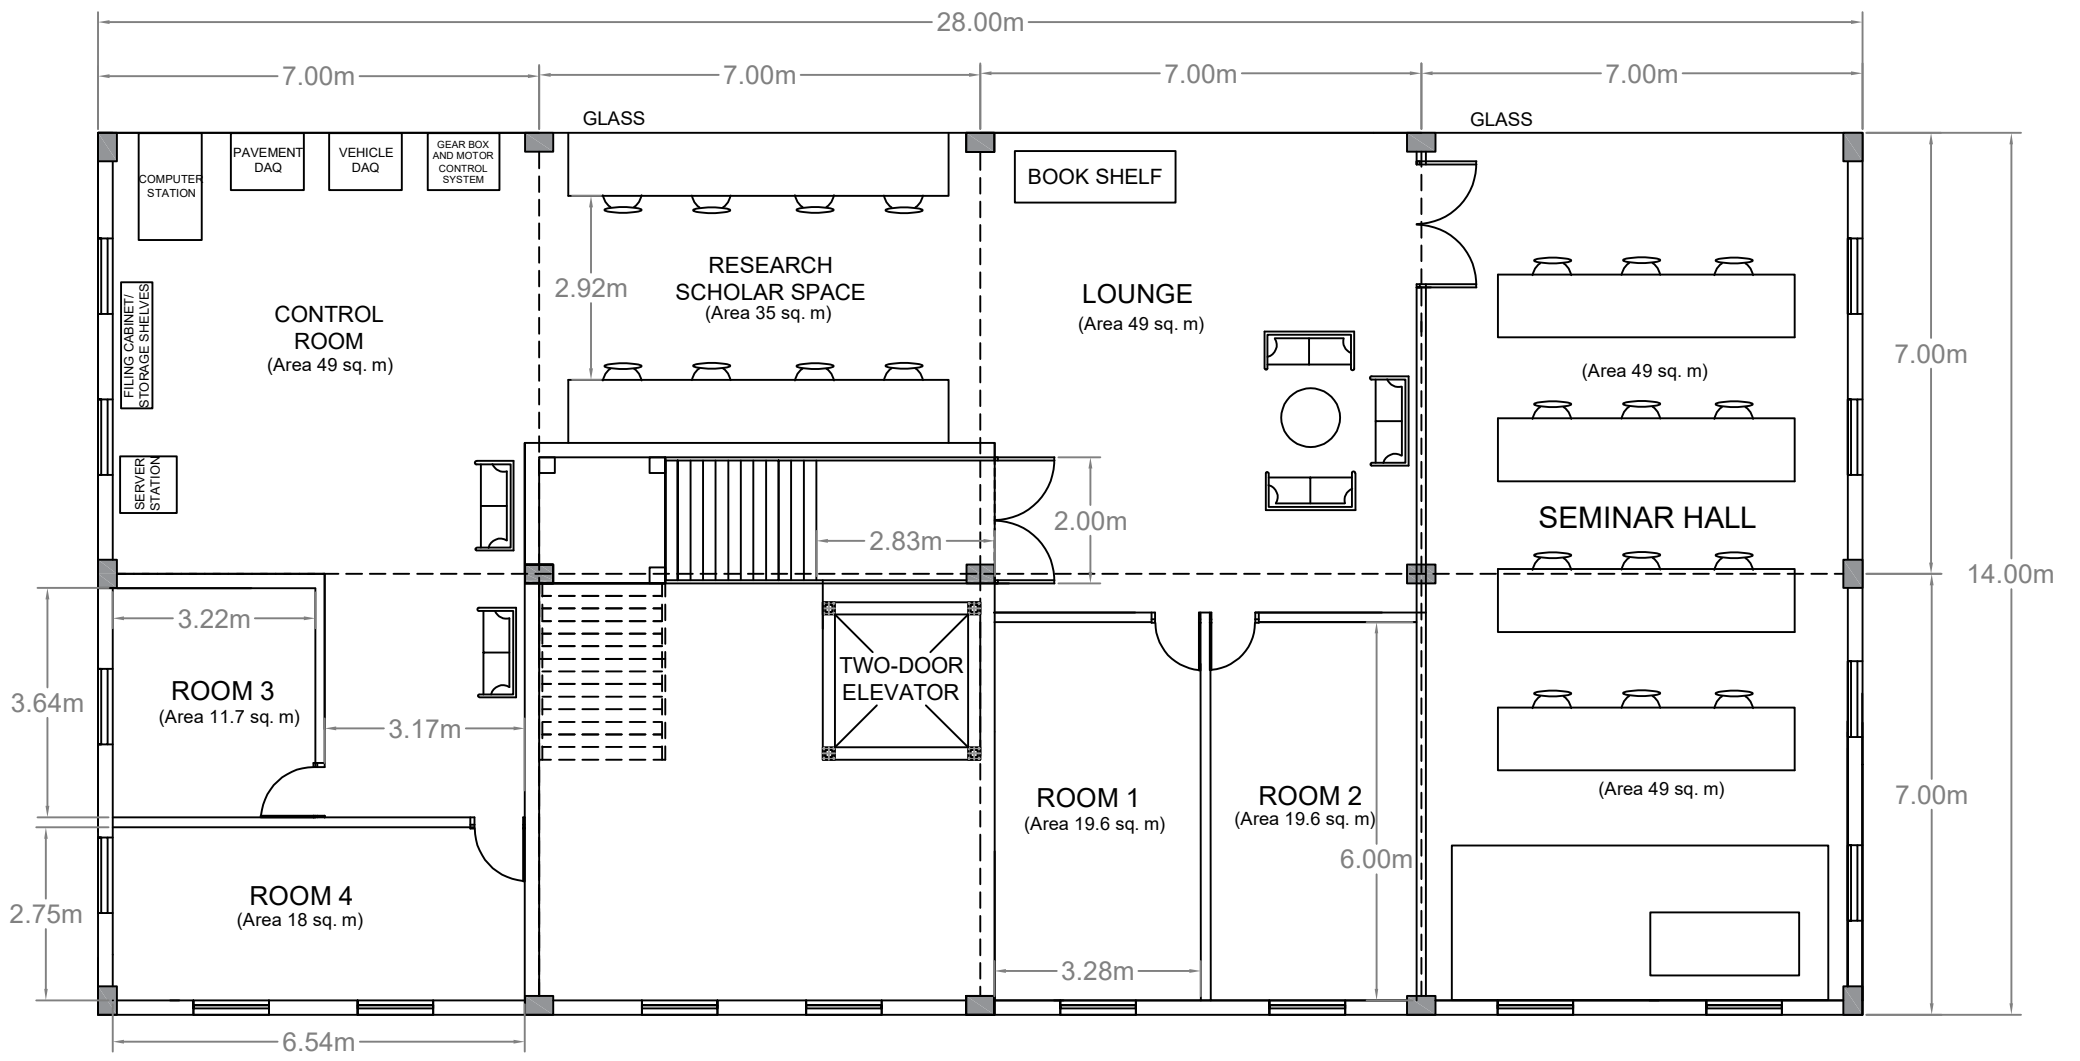 28.00m
7.00m
7.00m
7.00m
7.00m
GLASS
GLASS
COMPUTER
STATION
PAVEMENT
DAQ
VEHICLE
DAQ
GEAR BOX
AND MOTOR
CONTROL
SYSTEM
BOOK SHELF
FILING CABINET/
STORAGE SHELVES
CONTROL
ROOM
(Area 49 sq. m)
2.92m
RESEARCH
SCHOLAR SPACE
(Area 35 sq. m)
LOUNGE
(Area 49 sq. m)
(Area 49 sq. m)
7.00m
SERVER
STATION
2.83m
2.00m
SEMINAR HALL
14.00m
3.22m
ROOM 3
(Area 11.7 sq. m)
3.64m
3.17m
TWO-DOOR
ELEVATOR
ROOM 1
(Area 19.6 sq. m)
ROOM 2
(Area 19.6 sq. m)
6.00m
(Area 49 sq. m)
7.00m
ROOM 4
(Area 18 sq. m)
2.75m
3.28m
6.54m